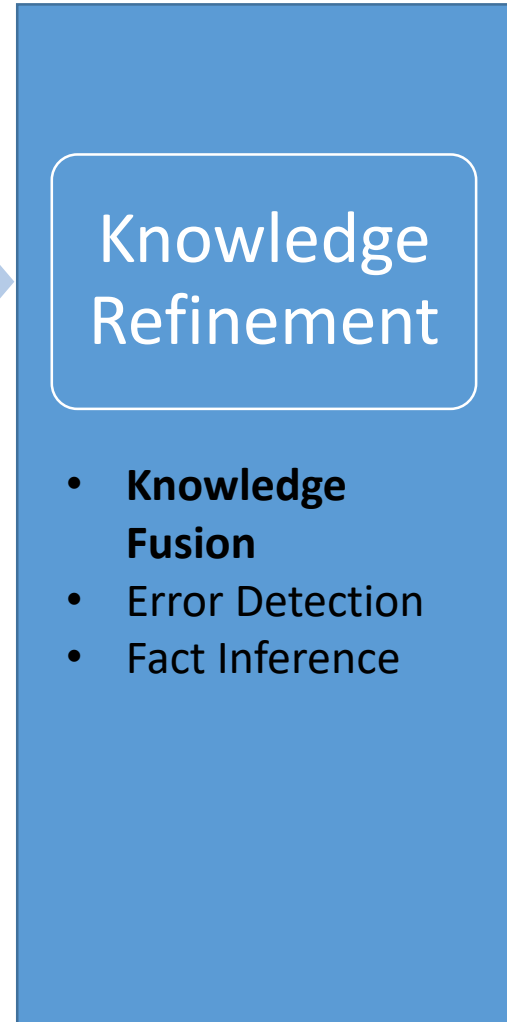 Knowledge
Refinement
• Knowledge
Fusion
• Error Detection
• Fact Inference